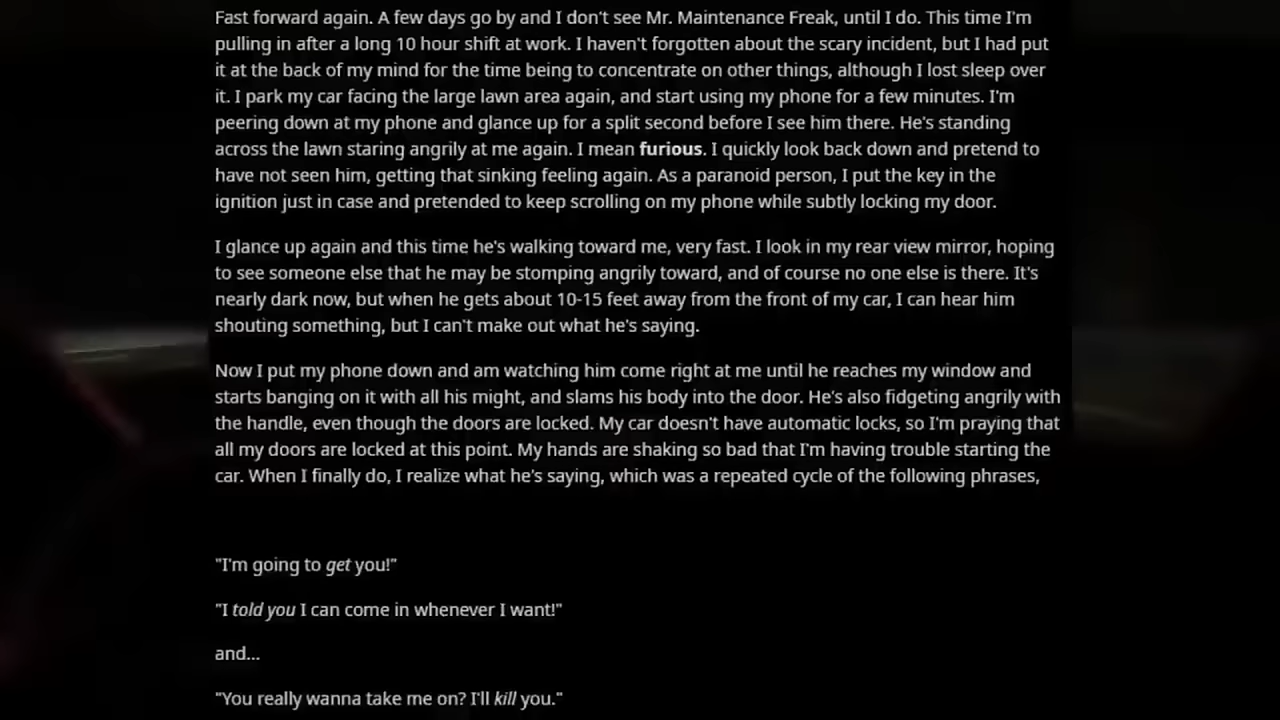 Fast forward again. A few days go by and I don't see Mr. Maintenance Freak, until I do. This time I'm
pulling in after a long 10 hour shift at work. I haven't forgotten about the scary incident, but I had put
it at the back of my mind for the time being to concentrate on other things, although I lost sleep over
it. I park my car facing the large lawn area again, and start using my phone for a few minutes. I'm
peering down at my phone and glance up for a split second before I see him there. He's standing
across the lawn staring angrily at me again. I mean furious. I quickly look back down and pretend to
have not seen him, getting that sinking feeling again. As a paranoid person, I put the key in the
ignition just in case and pretended to keep scrolling on my phone while subtly locking my door.
I glance up again and this time he's walking toward me, very fast. I look in my rear view mirror, hoping
to see someone else that he may be stomping angrily toward, and of course no one else is there. It's
nearly dark now, but when he gets about 10-15 feet away from the front of my car, I can hear him
shouting something, but I can't make out what he's saying.
Now I put my phone down and am watching him come right at me until he reaches my window and
starts banging on it with all his might, and slams his body into the door. He's also fidgeting angrily with
the handle, even though the doors are locked. My car doesn't have automatic locks, so I'm praying that
all my doors are locked at this point. My hands are shaking so bad that I'm having trouble starting the
car. When I finally do, I realize what he's saying, which was a repeated cycle of the following phrases,
"I'm going to get you!"
"I told you I can come in whenever I want!"
and...
"You really wanna take me on? I'll kill you."